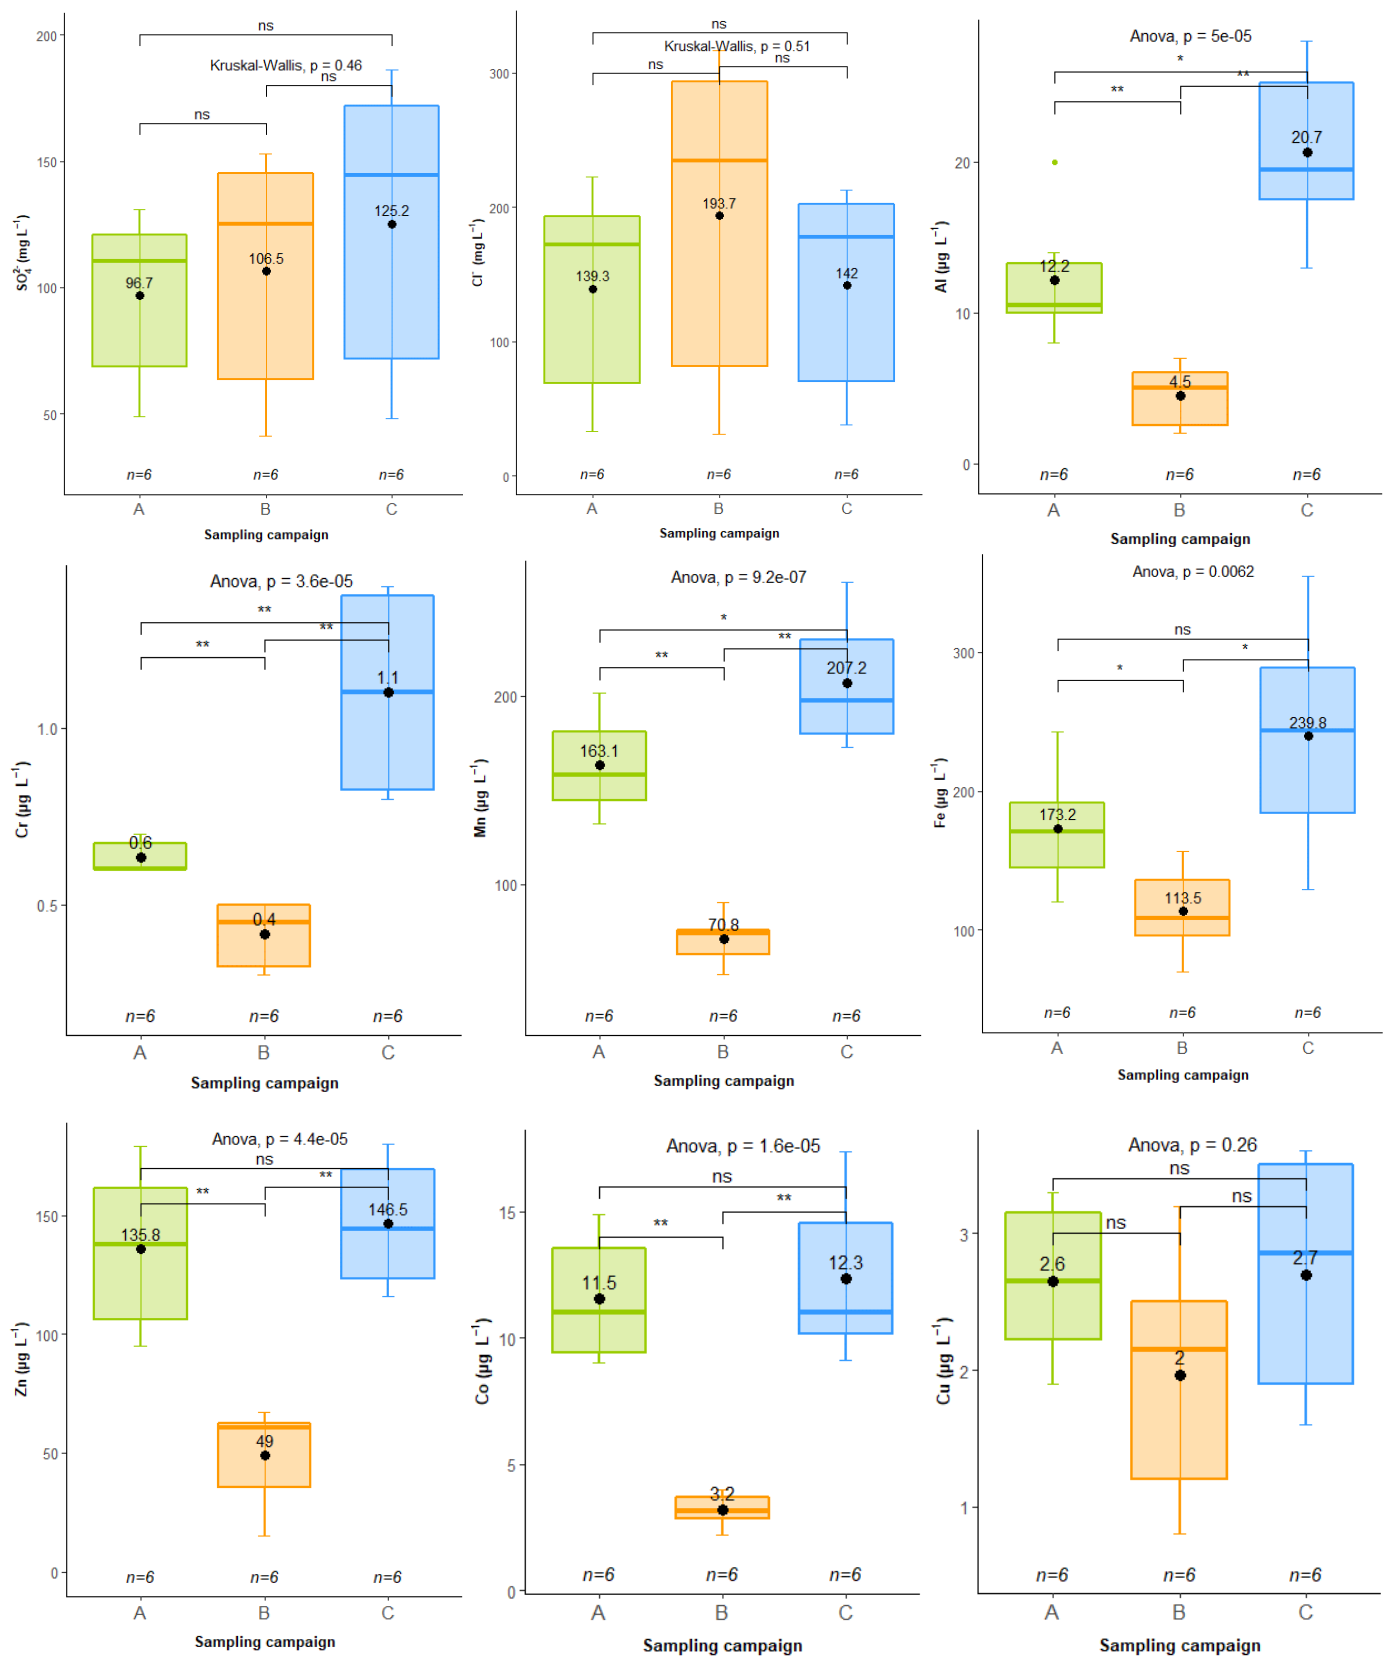 ns
Kruskal-Wallis, p = 0.46
ns
ns
200
150
100
50
SO₄²⁻ (mg L⁻¹)
96.7
106.5
125.2
n=6 n=6 n=6
A B C
Sampling campaign
ns
Kruskal-Wallis, p = 0.51
ns ns
300
200
100
0
Cl⁻ (mg L⁻¹)
139.3
193.7
142
n=6 n=6 n=6
A B C
Sampling campaign
Anova, p = 5e-05
*
**
**
20
10
0
Al (µg L⁻¹)
12.2
4.5
20.7
n=6 n=6 n=6
A B C
Sampling campaign
Anova, p = 3.6e-05
**
**
**
1.0
0.5
Cr (µg L⁻¹)
0.6
0.4
1.1
n=6 n=6 n=6
A B C
Sampling campaign
Anova, p = 9.2e-07
*
**
**
200
100
Mn (µg L⁻¹)
163.1
70.8
207.2
n=6 n=6 n=6
A B C
Sampling campaign
Anova, p = 0.0062
ns
*
*
300
200
100
Fe (µg L⁻¹)
173.2
113.5
239.8
n=6 n=6 n=6
A B C
Sampling campaign
Anova, p = 4.4e-05
ns
**
**
150
100
50
0
Zn (µg L⁻¹)
135.8
49
146.5
n=6 n=6 n=6
A B C
Sampling campaign
Anova, p = 1.6e-05
ns
**
**
15
10
5
0
Co (µg L⁻¹)
11.5
3.2
12.3
n=6 n=6 n=6
A B C
Sampling campaign
Anova, p = 0.26
ns
ns
ns
3
2
1
Cu (µg L⁻¹)
2.6
2
2.7
n=6 n=6 n=6
A B C
Sampling campaign